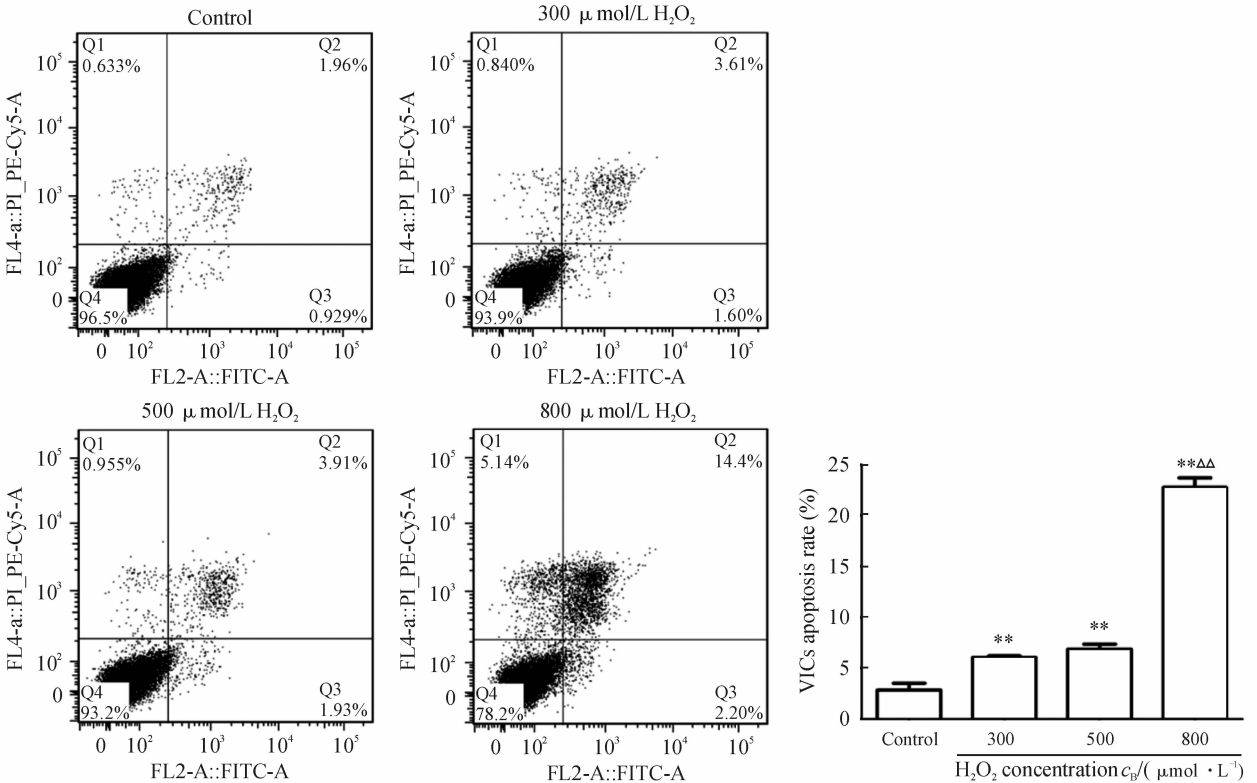 Control
Q1
0.633%
Q2
1.96%
10⁵
10⁴
10³
10²
0
FL4-a::PI_PE-Cy5-A
Q4
96.5%
Q3
0.929%
0 10² 10³ 10⁴ 10⁵
FL2-A::FITC-A
300 μ mol/L H₂O₂
Q1
0.840%
Q2
3.61%
10⁵
10⁴
10³
10²
0
FL4-a::PI_PE-Cy5-A
Q4
93.9%
Q3
1.60%
0 10² 10³ 10⁴ 10⁵
FL2-A::FITC-A
500 μ mol/L H₂O₂
Q1
0.955%
Q2
3.91%
10⁵
10⁴
10³
10²
0
FL4-a::PI_PE-Cy5-A
Q4
93.2%
Q3
1.93%
0 10² 10³ 10⁴ 10⁵
FL2-A::FITC-A
800 μ mol/L H₂O₂
Q1
5.14%
Q2
14.4%
10⁵
10⁴
10³
10²
0
FL4-a::PI_PE-Cy5-A
Q4
78.2%
Q3
2.20%
0 10² 10³ 10⁴ 10⁵
FL2-A::FITC-A
VICs apoptosis rate (%)
25
20
15
10
5
0
**
**
**ΔΔ
Control 300 500 800
H₂O₂ concentration c_B/( μmol · L⁻¹)